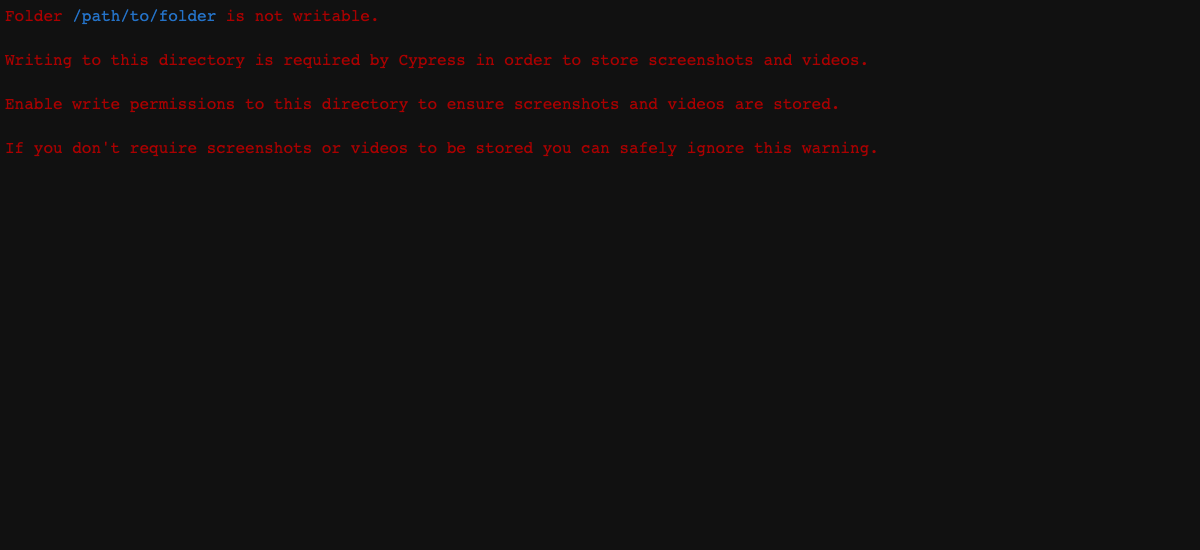 Folder /path/to/folder is not writable.
Writing to this directory is required by Cypress in order to store screenshots and videos.
Enable write permissions to this directory to ensure screenshots and videos are stored.
If you don't require screenshots or videos to be stored you can safely ignore this warning.